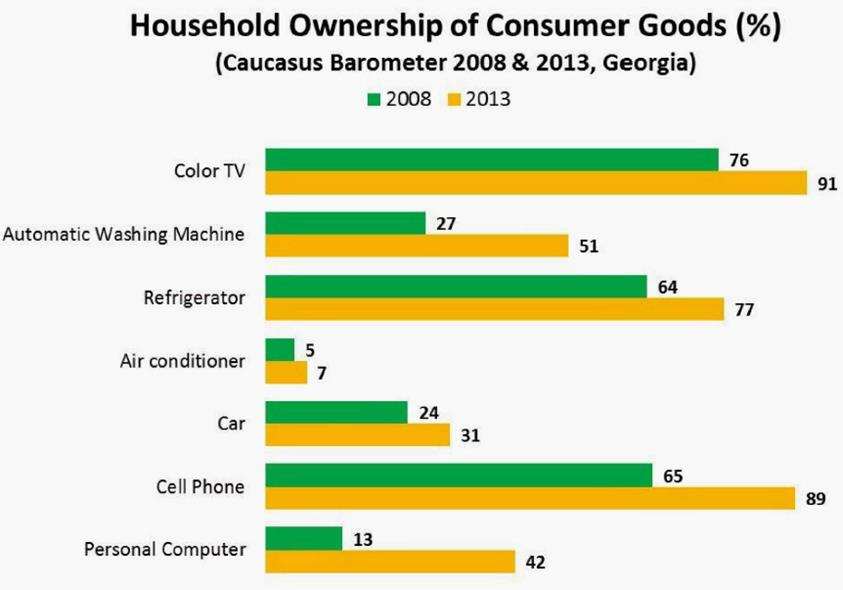 Household Ownership of Consumer Goods (%)
(Caucasus Barometer 2008 & 2013, Georgia)
2008 2013
Color TV 76
91
Automatic Washing Machine 27
51
Refrigerator 64
77
Air conditioner 5
7
Car 24
31
Cell Phone 65
89
Personal Computer 13
42